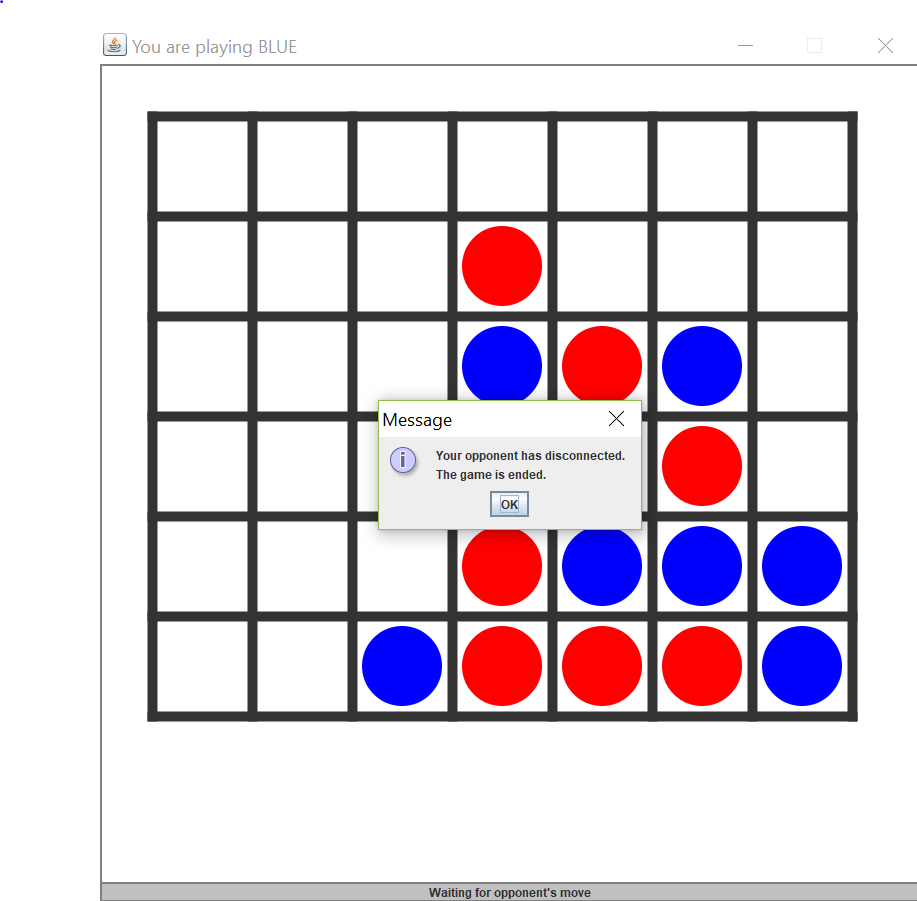 You are playing BLUE
Message
Your opponent has disconnected.
The game is ended.
OK
Waiting for opponent's move